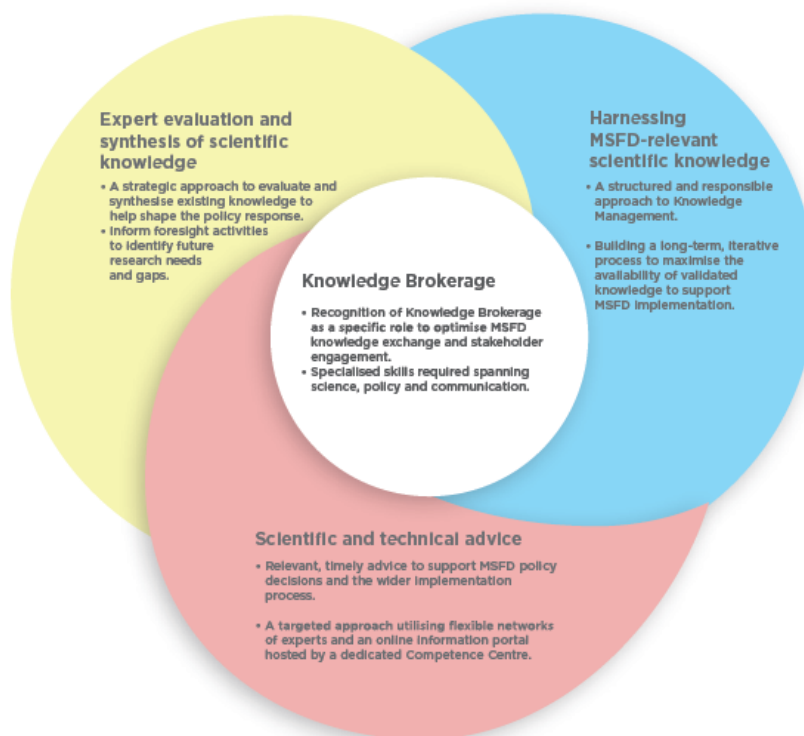 Expert evaluation and
synthesis of scientific
knowledge
• A strategic approach to evaluate and
synthesise existing knowledge to
help shape the policy response.
• Inform foresight activities
to identify future
research needs
and gaps.
Harnessing
MSFD-relevant
scientific knowledge
• A structured and responsible
approach to Knowledge
Management.
• Building a long-term, iterative
process to maximise the
availability of validated
knowledge to support
MSFD implementation.
Knowledge Brokerage
• Recognition of Knowledge Brokerage
as a specific role to optimise MSFD
knowledge exchange and stakeholder
engagement.
• Specialised skills required spanning
science, policy and communication.
Scientific and technical advice
• Relevant, timely advice to support MSFD policy
decisions and the wider implementation
process.
• A targeted approach utilising flexible networks
of experts and an online information portal
hosted by a dedicated Competence Centre.